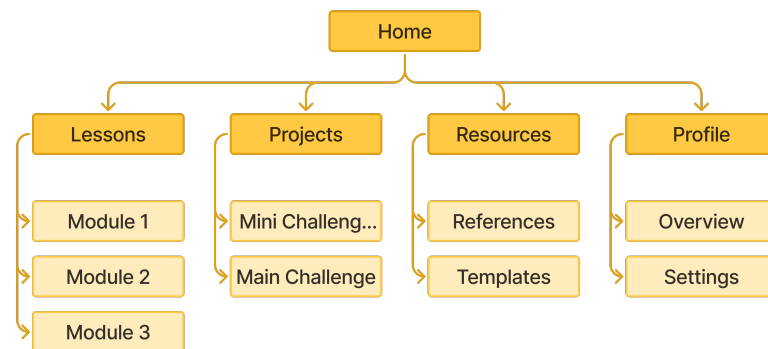 Home
Lessons
Projects
Resources
Profile
Module 1
Mini Challeng...
References
Overview
Module 2
Main Challenge
Templates
Settings
Module 3